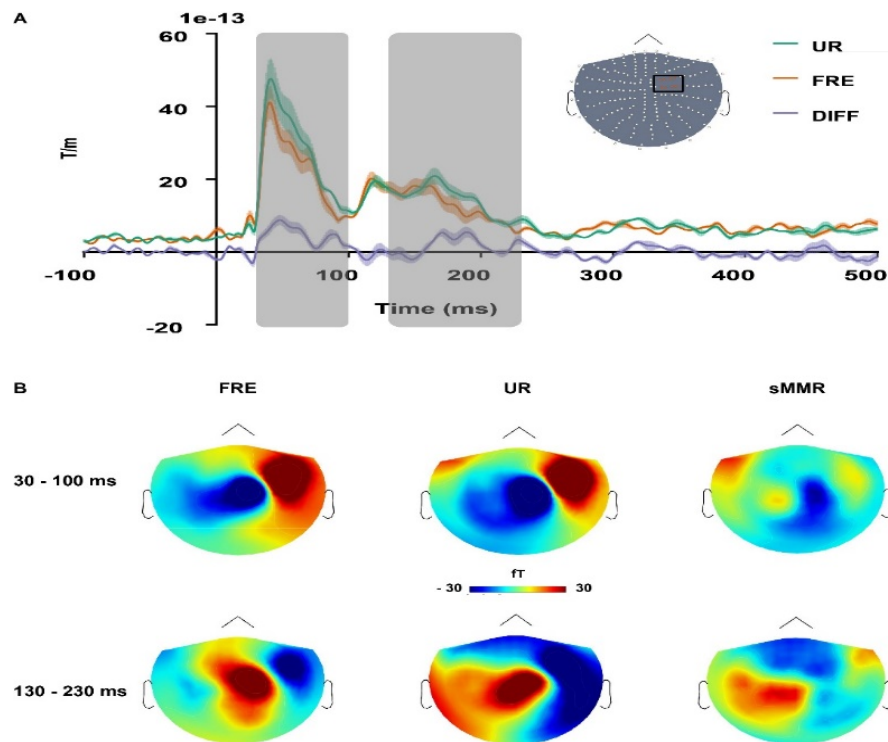 A
1e-13
60
40
20
-20
T/m
-100
100
200
300
400
500
Time (ms)
UR
FRE
DIFF
B
FRE UR sMMR
30 - 100 ms
fT
- 30 30
130 - 230 ms